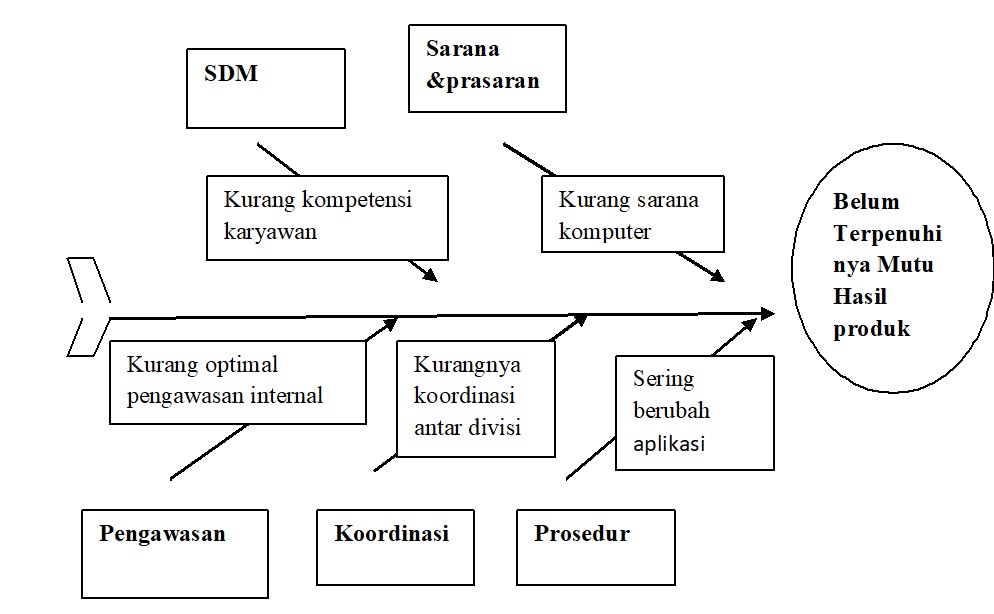 SDM
Sarana
&prasaran
Kurang kompetensi
karyawan
Kurang sarana
komputer
Belum
Terpenuhi
nya Mutu
Hasil
produk
Kurang optimal
pengawasan internal
Kurangnya
koordinasi
antar divisi
Sering
berubah
aplikasi
Pengawasan
Koordinasi
Prosedur